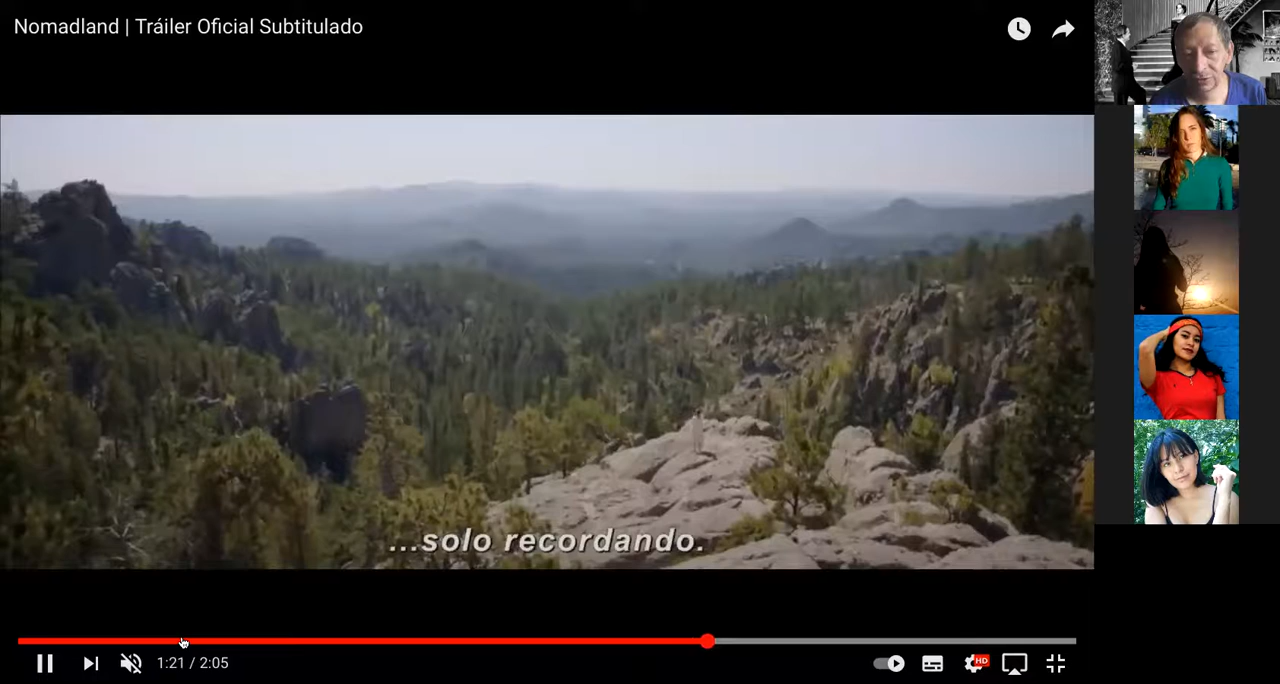 Nomadland | Tráiler Oficial Subtitulado
...solo recordando.
1:21 / 2:05
HD